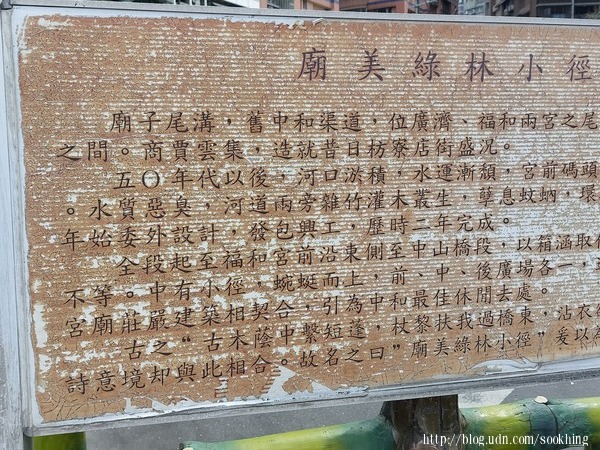 廟美綠林小徑
廟子尾溝，舊中和渠道，位廣濟、福和兩宮之尾
之間。商賈雲集，造就昔日枋寮店街盛況。
五〇年代以後，河口淤積，水運漸頹，宮前碼頭
。水質惡臭，河道兩旁雜竹灌木叢生，孳息蚊蚋，環
年始委外設計，發包興工，歷時二年完成。
全段起至福和宮前沿東側至中山橋段，以箱涵取
不等。中有小徑，蜿蜒而上，前、中、後廣場各一，
宮廟莊嚴建築相契合，引為中和最佳休閒去處。
古之“古木蔭中繫短蓬，杖黎扶我過橋東，沾衣
詩意境却與此相合。故名之曰”廟美綠林小徑”爰以
http://blog.udn.com/sookhing